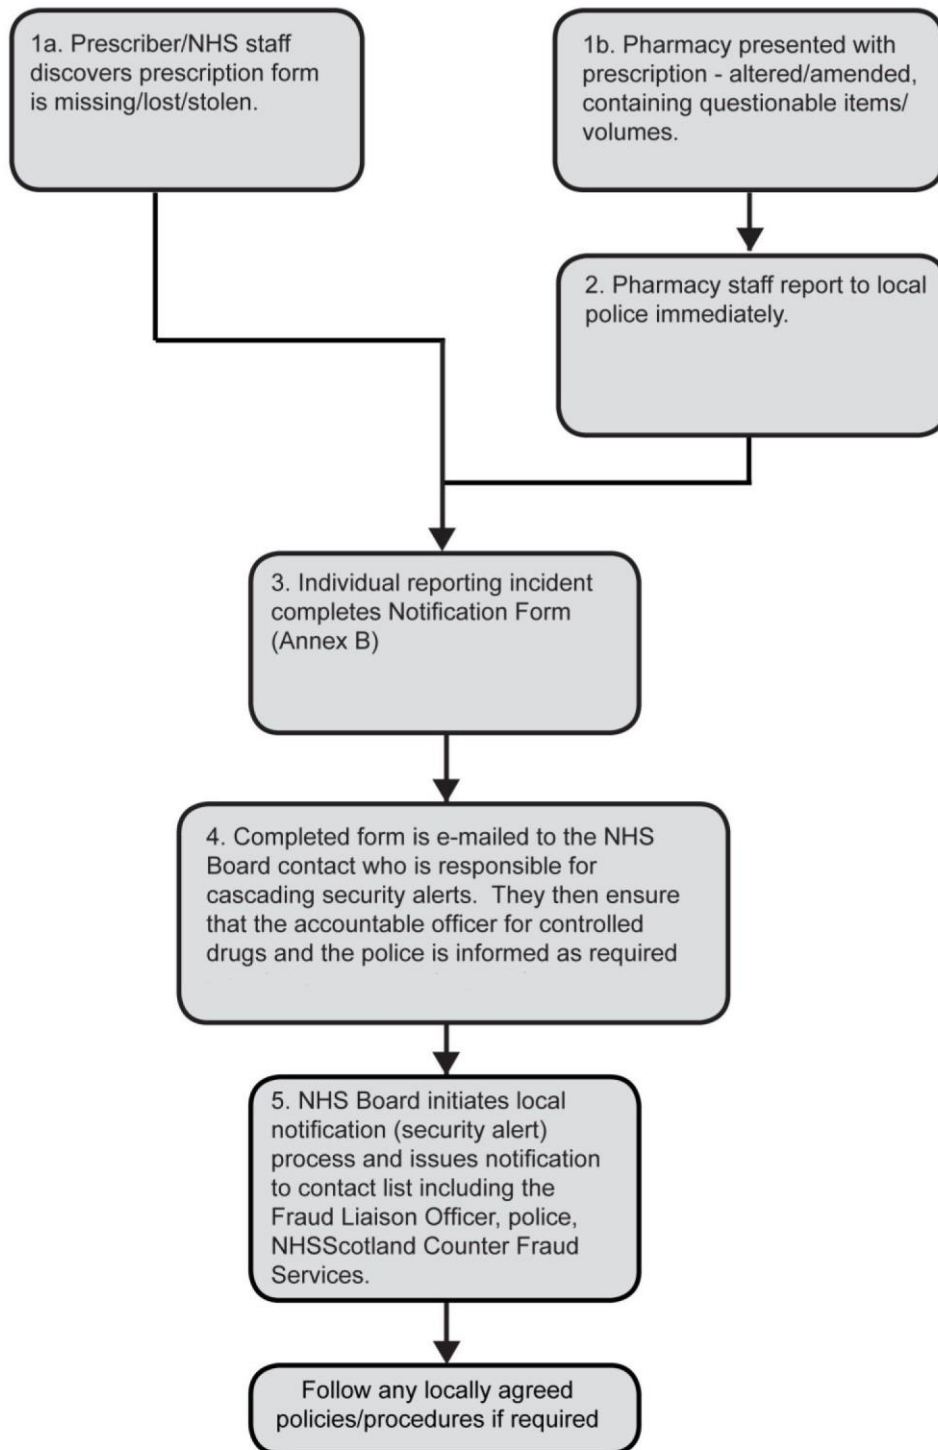 1a. Prescriber/NHS staff
discovers prescription form
is missing/lost/stolen.
1b. Pharmacy presented with
prescription - altered/amended,
containing questionable items/
volumes.
2. Pharmacy staff report to local
police immediately.
3. Individual reporting incident
completes Notification Form
(Annex B)
4. Completed form is e-mailed to the NHS
Board contact who is responsible for
cascading security alerts.  They then ensure
that the accountable officer for controlled
drugs and the police is informed as required
5. NHS Board initiates local
notification (security alert)
process and issues notification
to contact list including the
Fraud Liaison Officer, police,
NHSScotland Counter Fraud
Services.
Follow any locally agreed
policies/procedures if required